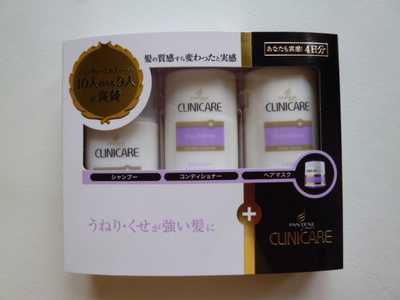 髪の質感すら変わったと実感
あなたも実感!
4日分
10人のうち9人
が賞賛
PANTENE
CLINICARE
CLINICARE
CLINICARE
シャンプー
コンディショナー
ヘアマスク
うねり・くせが強い髪に
+
PANTENE
CLINICARE